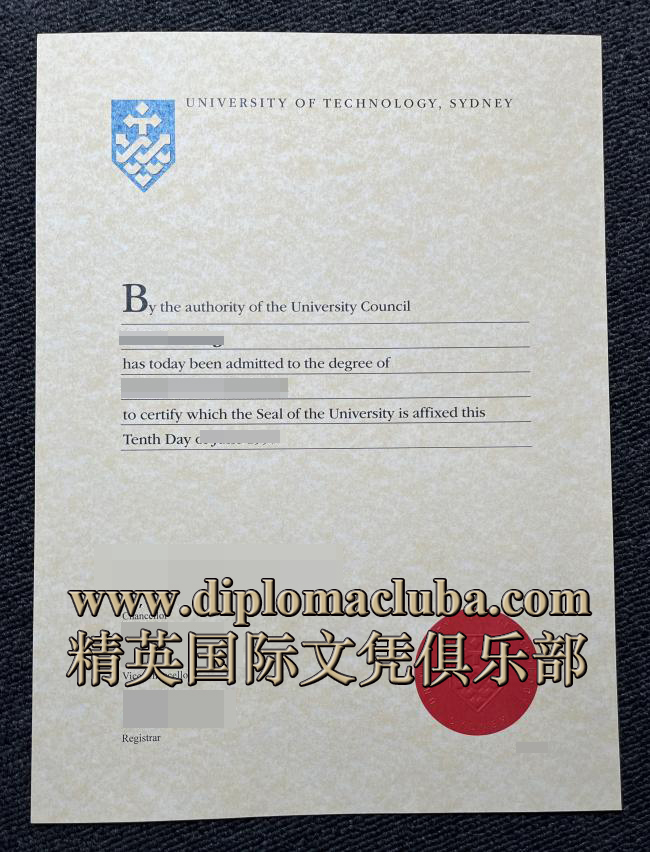 UNIVERSITY OF TECHNOLOGY, SYDNEY
By the authority of the University Council
has today been admitted to the degree of
to certify which the Seal of the University is affixed this
Tenth Day
www.diplomacluba.com
Chancellor
精英国际文凭俱乐部
Registrar